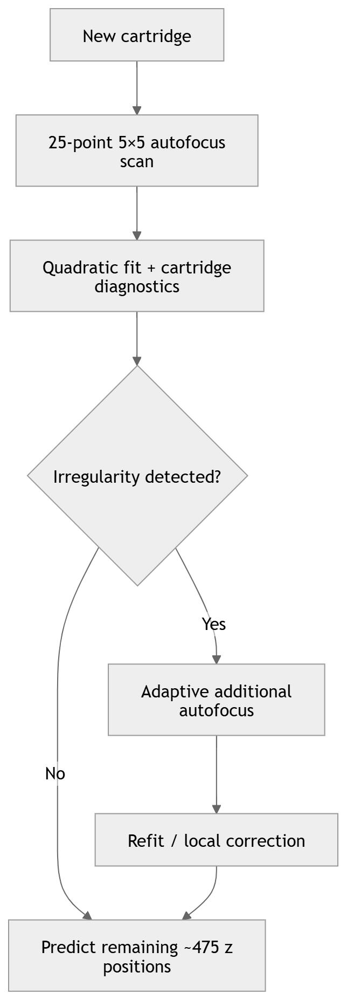 New cartridge
25-point 5×5 autofocus
scan
Quadratic fit + cartridge
diagnostics
Irregularity detected?
Yes
Adaptive additional
autofocus
No
Refit / local correction
Predict remaining ~475 z
positions